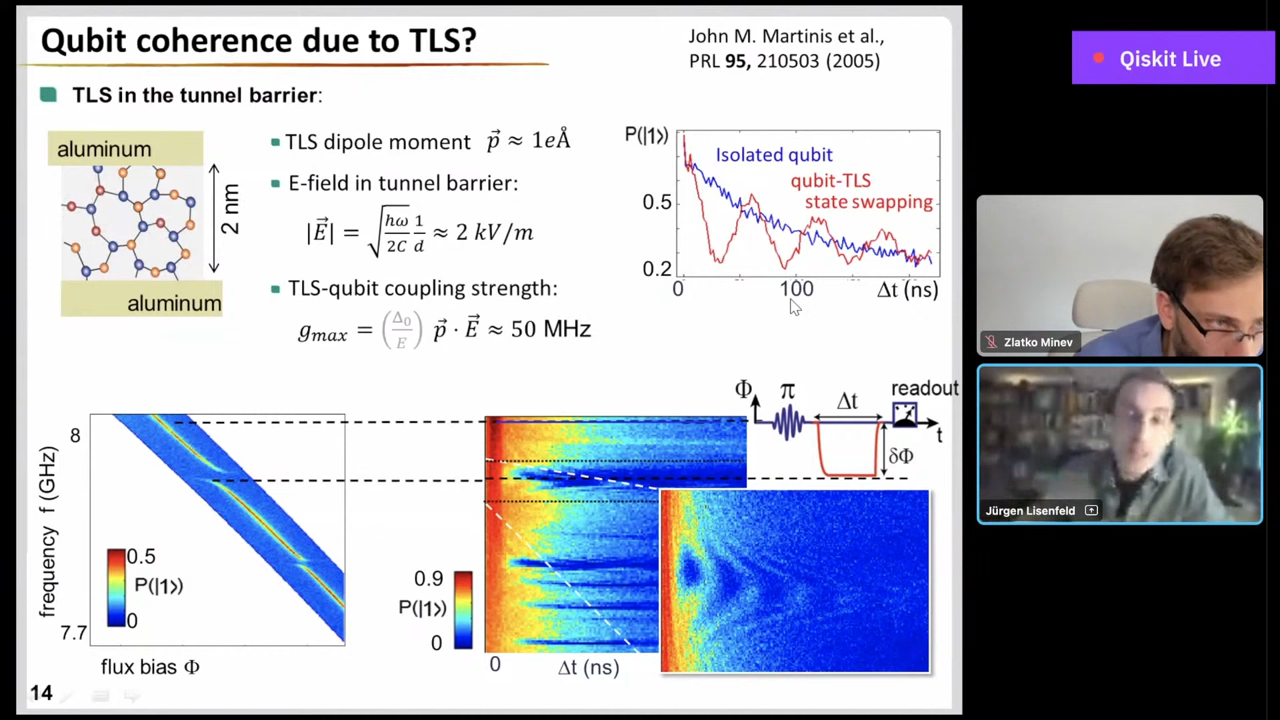 Qubit coherence due to TLS?
John M. Martinis et al.,
PRL 95, 210503 (2005)
Qiskit Live
TLS in the tunnel barrier:
aluminum
2 nm
aluminum
TLS dipole moment p⃗ ≈ 1eÅ
E-field in tunnel barrier:
|E⃗| = √(ħω/2C) 1/d ≈ 2 kV/m
TLS-qubit coupling strength:
g_max = (Δ₀/E) p⃗ · E⃗ ≈ 50 MHz
P(|1⟩)
Isolated qubit
qubit-TLS
state swapping
0.5
0.2
0 100 Δt (ns)
Zlatko Minev
Jürgen Lisenfeld
Φ π Δt readout
t
δΦ
frequency f (GHz)
8
7.7
0.5
P(|1⟩)
0
flux bias Φ
0.9
P(|1⟩)
0
0 Δt (ns)
14